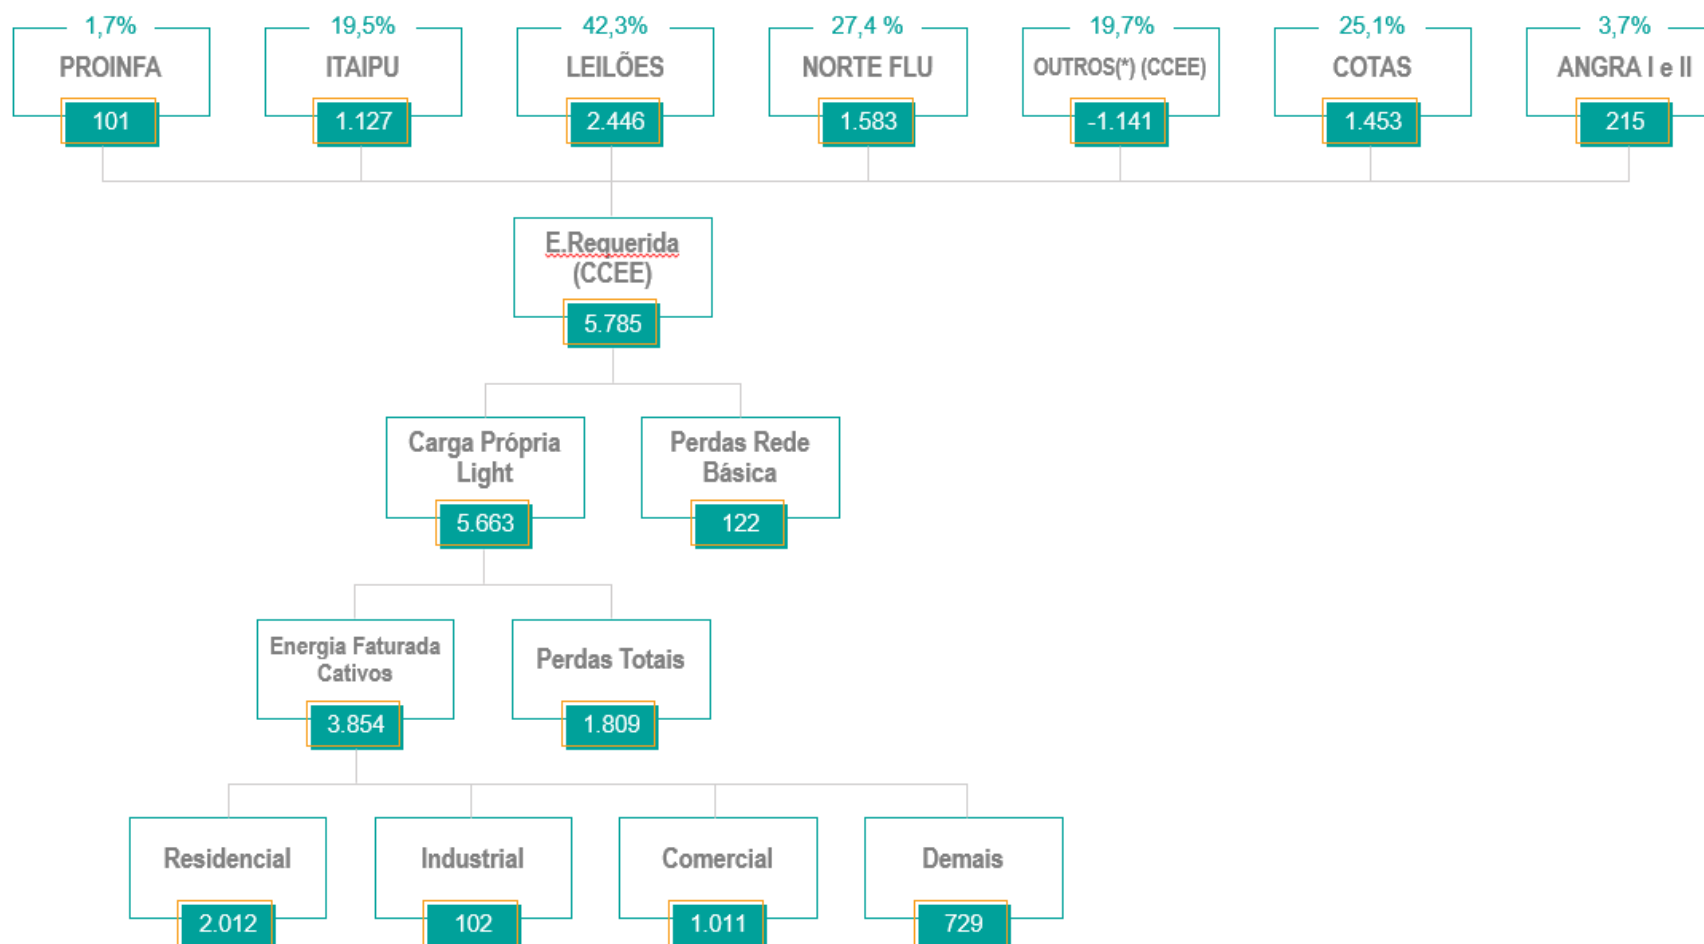 1,7%
PROINFA
101
19,5%
ITAIPU
1.127
42,3%
LEILÕES
2.446
27,4 %
NORTE FLU
1.583
19,7%
OUTROS(*) (CCEE)
-1.141
25,1%
COTAS
1.453
3,7%
ANGRA I e II
215
E.Requerida
(CCEE)
5.785
Carga Própria
Light
5.663
Perdas Rede
Básica
122
Energia Faturada
Cativos
3.854
Perdas Totais
1.809
Residencial
2.012
Industrial
102
Comercial
1.011
Demais
729